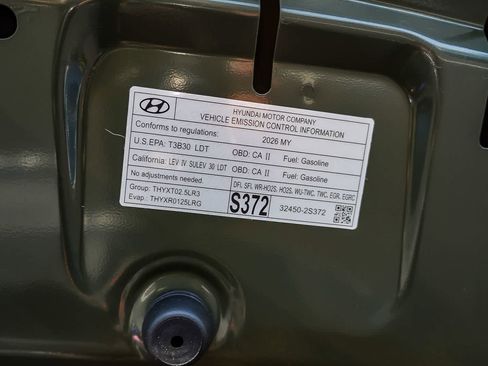 HYUNDAI MOTOR COMPANY
VEHICLE EMISSION CONTROL INFORMATION
Conforms to regulations: 2026 MY
U.S.EPA: T3B30 LDT OBD: CA II Fuel: Gasoline
California: LEV IV SULEV 30 LDT OBD: CA II Fuel: Gasoline
No adjustments needed. DFI, SFI, WR-HO2S, HO2S, WU-TWC, TWC, EGR, EGRC
Group: THYXT02.5LR3
Evap: THYXR0125LRG
S372 32450-2S372